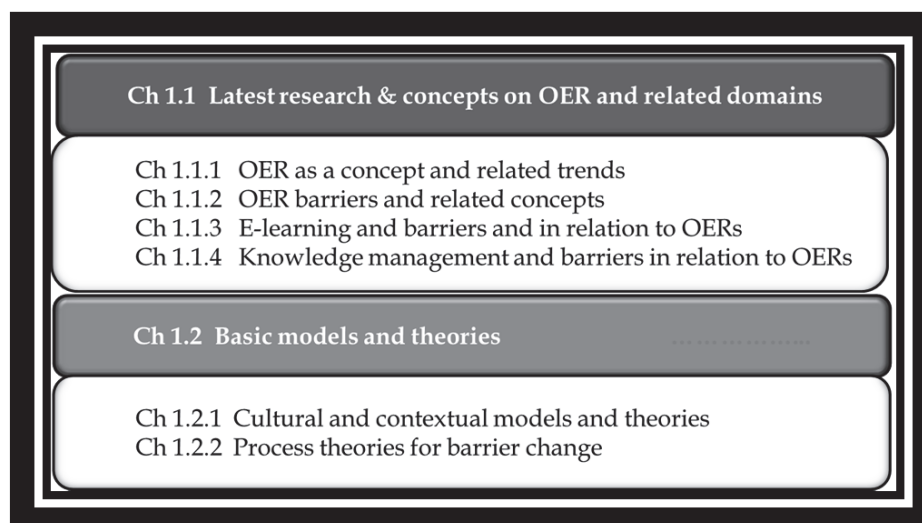 Ch 1.1 Latest research & concepts on OER and related domains
Ch 1.1.1 OER as a concept and related trends
Ch 1.1.2 OER barriers and related concepts
Ch 1.1.3 E-learning and barriers and in relation to OERs
Ch 1.1.4 Knowledge management and barriers in relation to OERs
Ch 1.2 Basic models and theories ………………...
Ch 1.2.1 Cultural and contextual models and theories
Ch 1.2.2 Process theories for barrier change